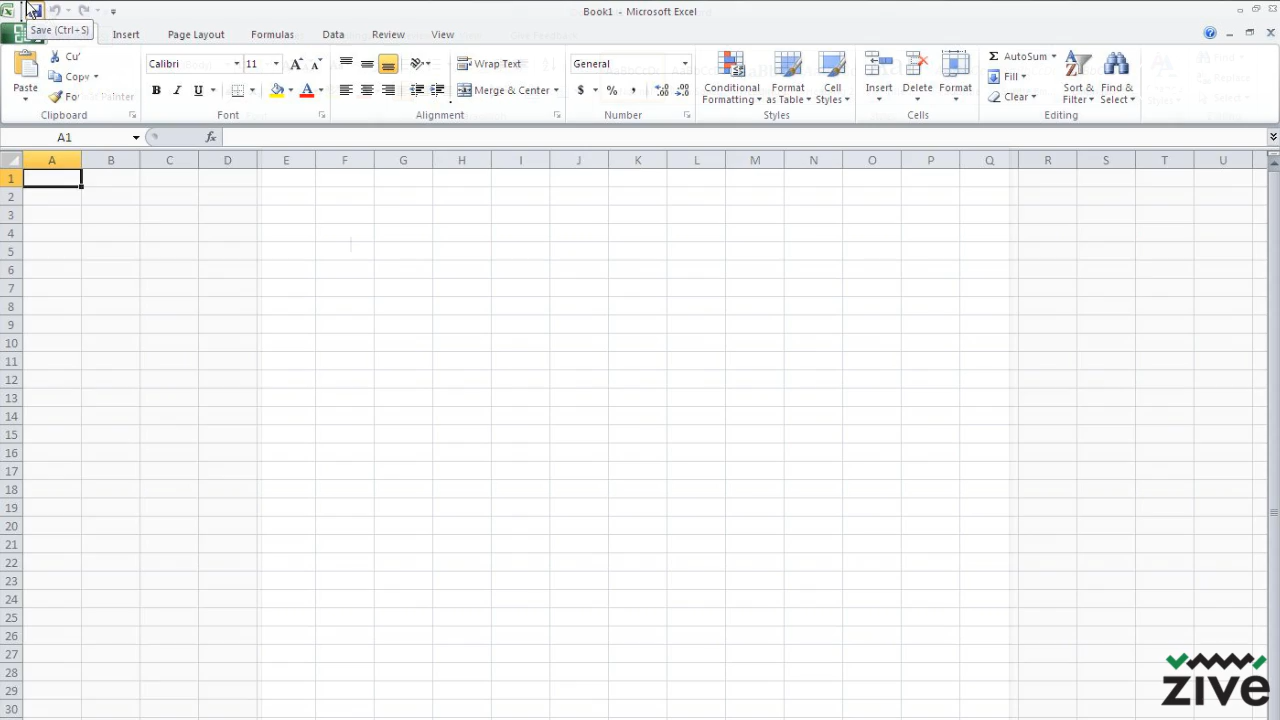 Book1 - Microsoft Excel
Save (Ctrl+S)
Insert Page Layout Formulas Data Review View
Cu
Calibri 11 Wrap Text General AutoSum
Copy Fill
Paste Fo Painter B I U Merge & Center $ % , Conditional Formatting Format as Table Cell Styles Insert Delete Format Clear Sort & Filter Find & Select
Clipboard Font Alignment Number Styles Cells Editing
A1 fx
A B C D E F G H I J K L M N O P Q R S T U
1
2
3
4
5
6
7
8
9
10
11
12
13
14
15
16
17
18
19
20
21
22
23
24
25
26
27
28
29
30
zive